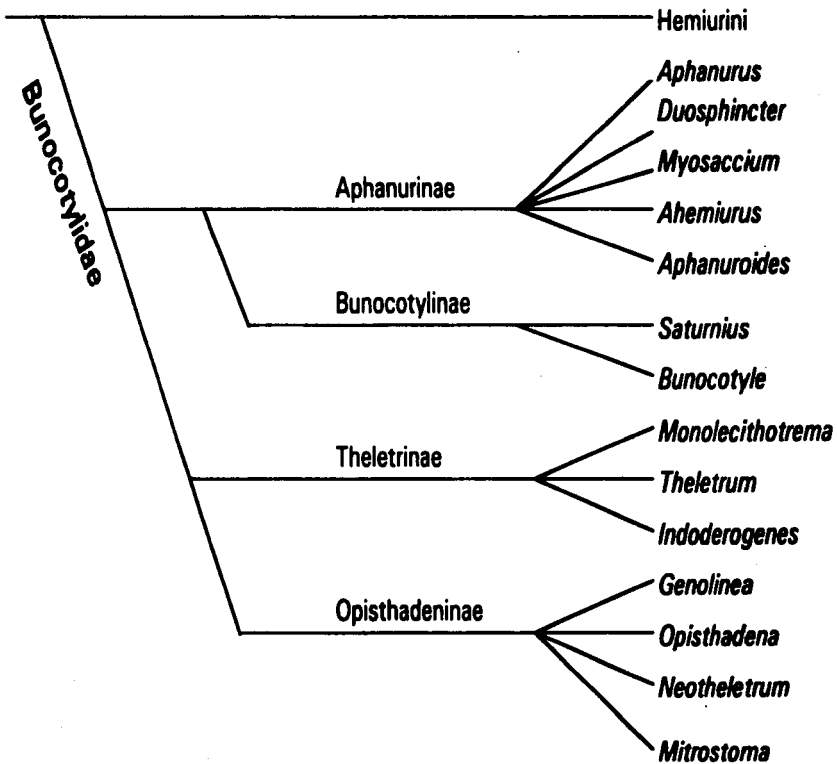 Hemiurini
Aphanurus
Duosphincter
Myosaccium
Ahemiurus
Aphanuroides
Saturnius
Bunocotyle
Monolecithotrema
Theletrum
Indoderogenes
Genolinea
Opisthadena
Neotheletrum
Mitrostoma
Bunocotylidae
Aphanurinae
Bunocotylinae
Theletrinae
Opisthadeninae